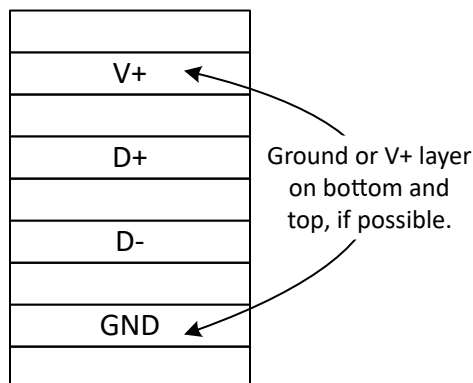 V+
D+
D-
GND
Ground or V+ layer
on bottom and
top, if possible.